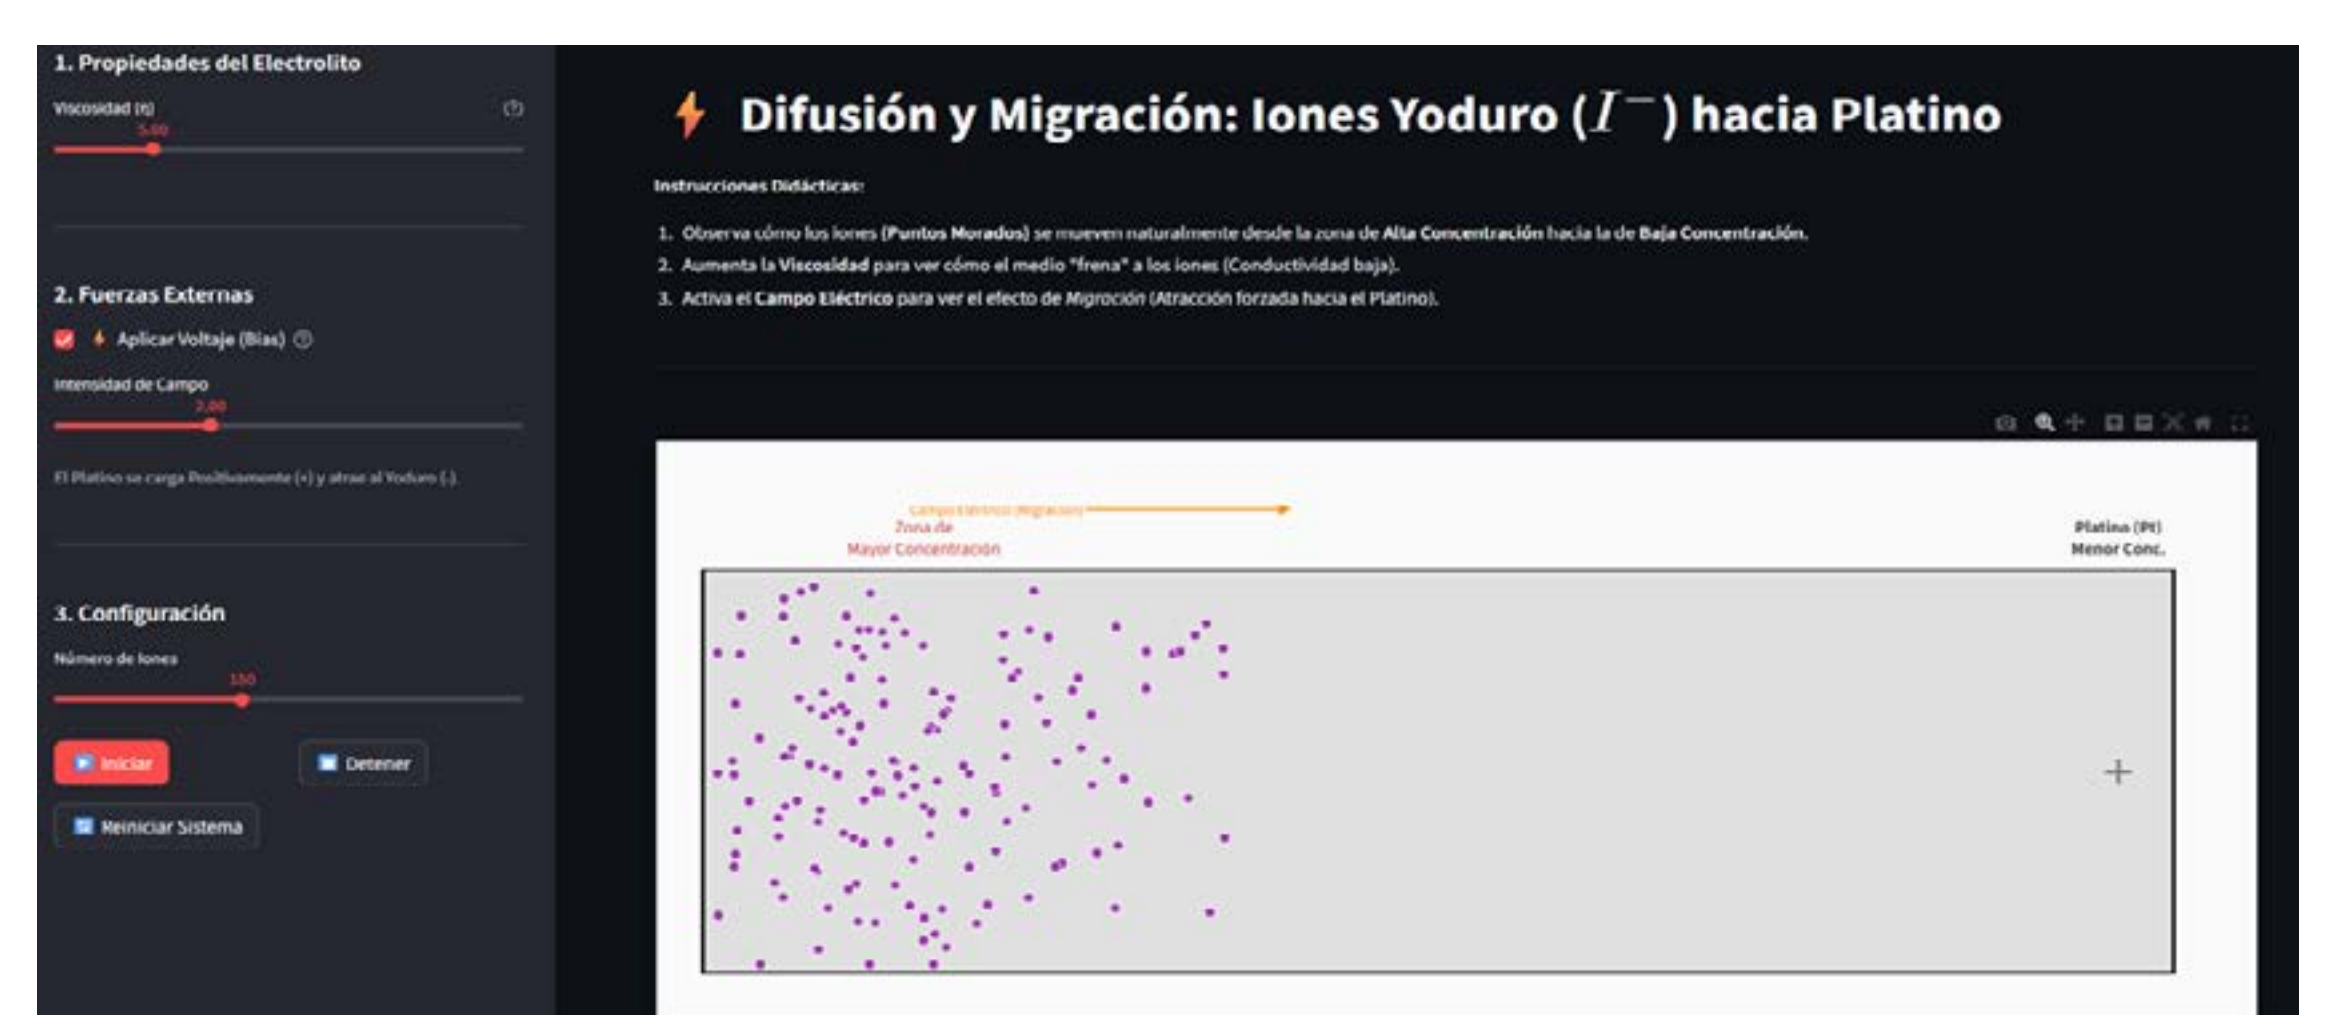 1. Propiedades del Electrolito
Viscosidad (η)
5.00
2. Fuerzas Externas
⚡ Aplicar Voltaje (Bias)
Intensidad de Campo
2.00
El Platino se carga Positivamente (+) y atrae al Yoduro (-).
3. Configuración
Número de Iones
150
Iniciar
Detener
Reiniciar Sistema
⚡ Difusión y Migración: Iones Yoduro (I⁻) hacia Platino
Instrucciones Didácticas:
1. Observa cómo los iones (Puntos Morados) se mueven naturalmente desde la zona de Alta Concentración hacia la de Baja Concentración.
2. Aumenta la Viscosidad para ver cómo el medio "frena" a los iones (Conductividad baja).
3. Activa el Campo Eléctrico para ver el efecto de Migración (Atracción forzada hacia el Platino).
Campo Eléctrico (Migración)
Zona de
Mayor Concentración
Platino (Pt)
Menor Conc.
+